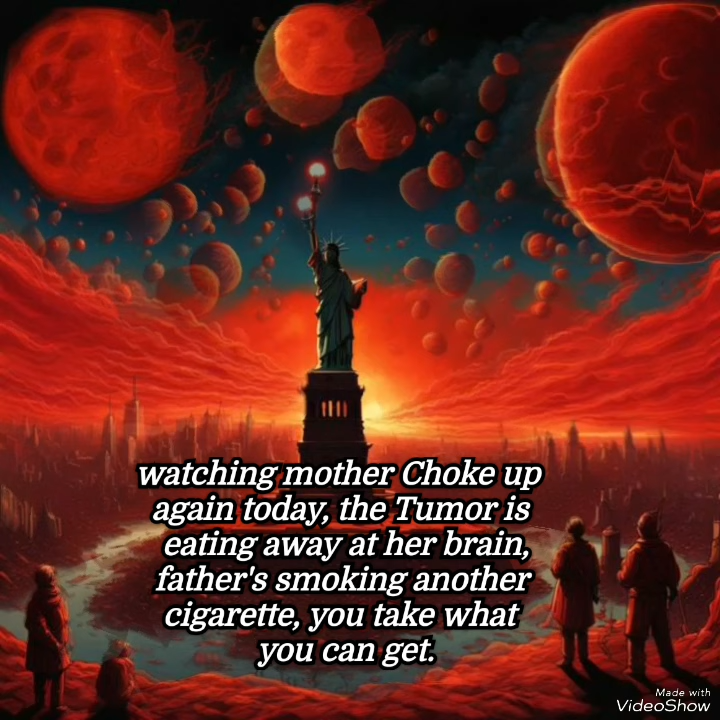 watching mother Choke up
again today, the Tumor is
eating away at her brain,
father's smoking another
cigarette, you take what
you can get.
Made with
VideoShow